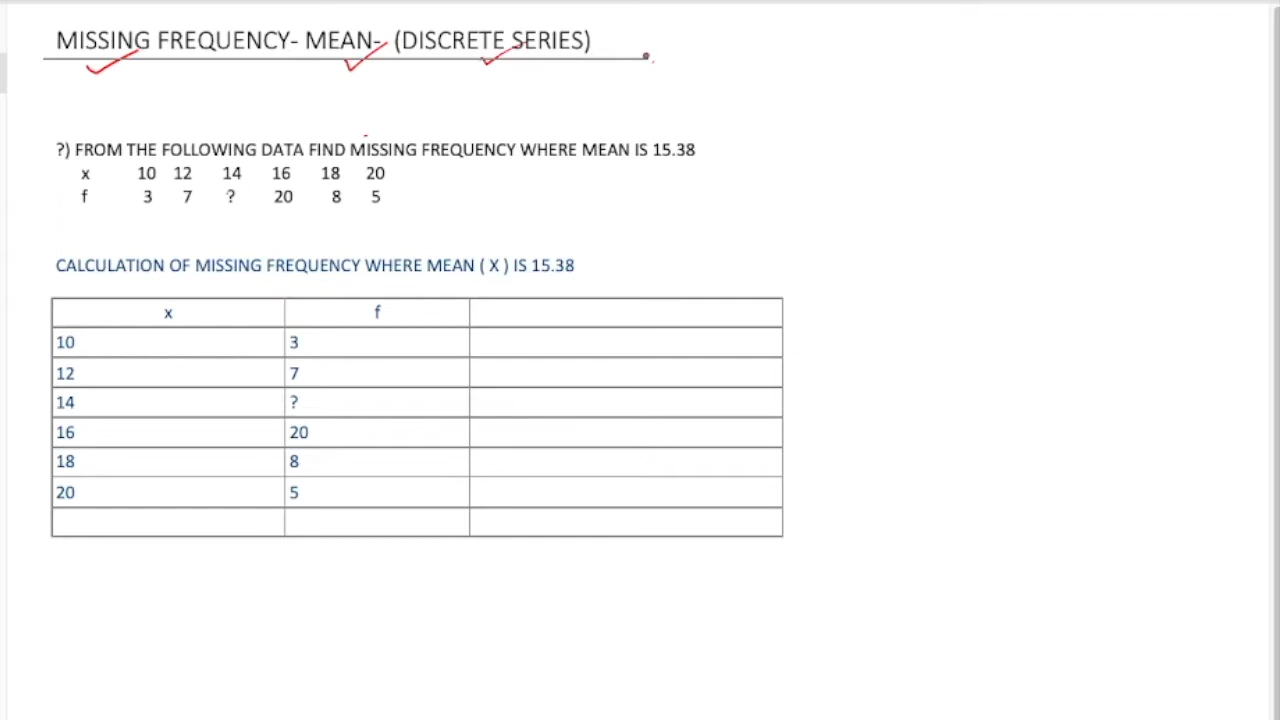 MISSING FREQUENCY- MEAN- (DISCRETE SERIES)
?) FROM THE FOLLOWING DATA FIND MISSING FREQUENCY WHERE MEAN IS 15.38
x 10 12 14 16 18 20
f 3 7 ? 20 8 5
CALCULATION OF MISSING FREQUENCY WHERE MEAN ( X ) IS 15.38
x f
10 3
12 7
14 ?
16 20
18 8
20 5